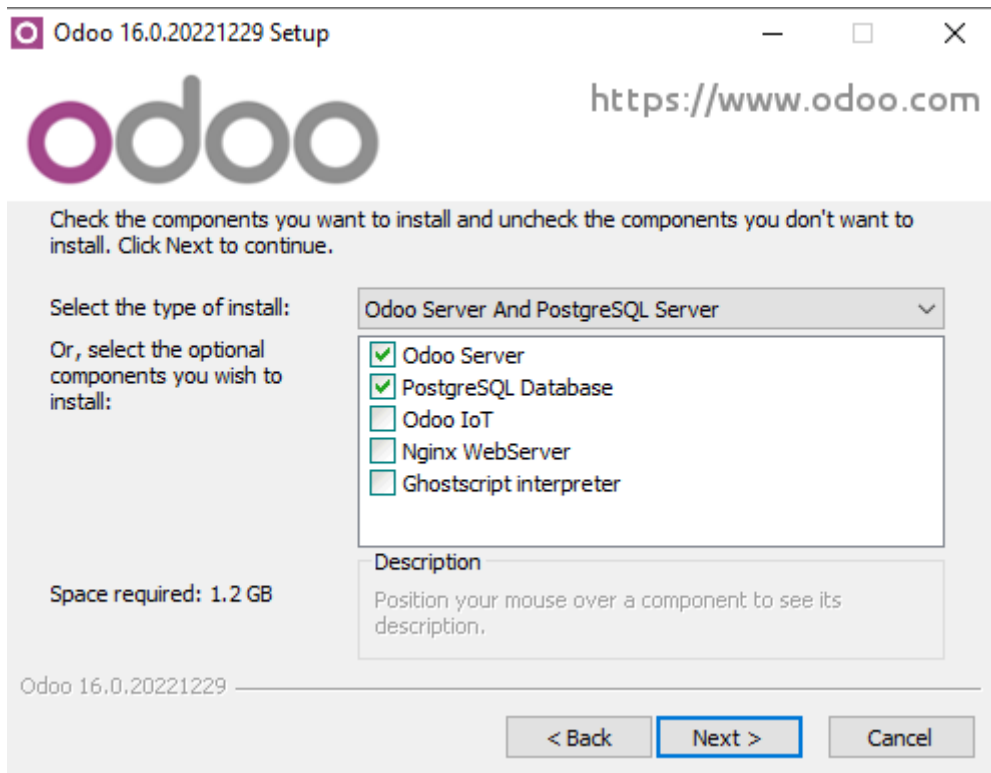 Odoo 16.0.20221229 Setup
odoo
https://www.odoo.com
Check the components you want to install and uncheck the components you don't want to
install. Click Next to continue.
Select the type of install:
Odoo Server And PostgreSQL Server
Or, select the optional
components you wish to
install:
Odoo Server
PostgreSQL Database
Odoo IoT
Nginx WebServer
Ghostscript interpreter
Space required: 1.2 GB
Description
Position your mouse over a component to see its
description.
Odoo 16.0.20221229
< Back
Next >
Cancel